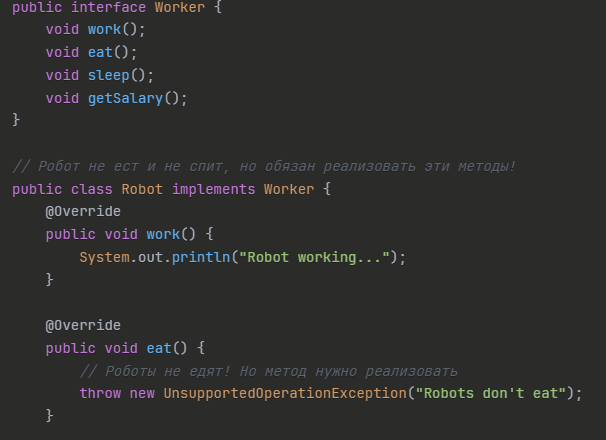 public interface Worker {
    void work();
    void eat();
    void sleep();
    void getSalary();
}

// Робот не ест и не спит, но обязан реализовать эти методы!
public class Robot implements Worker {
    @Override
    public void work() {
        System.out.println("Robot working...");
    }

    @Override
    public void eat() {
        // Роботы не едят! Но метод нужно реализовать
        throw new UnsupportedOperationException("Robots don't eat");
    }